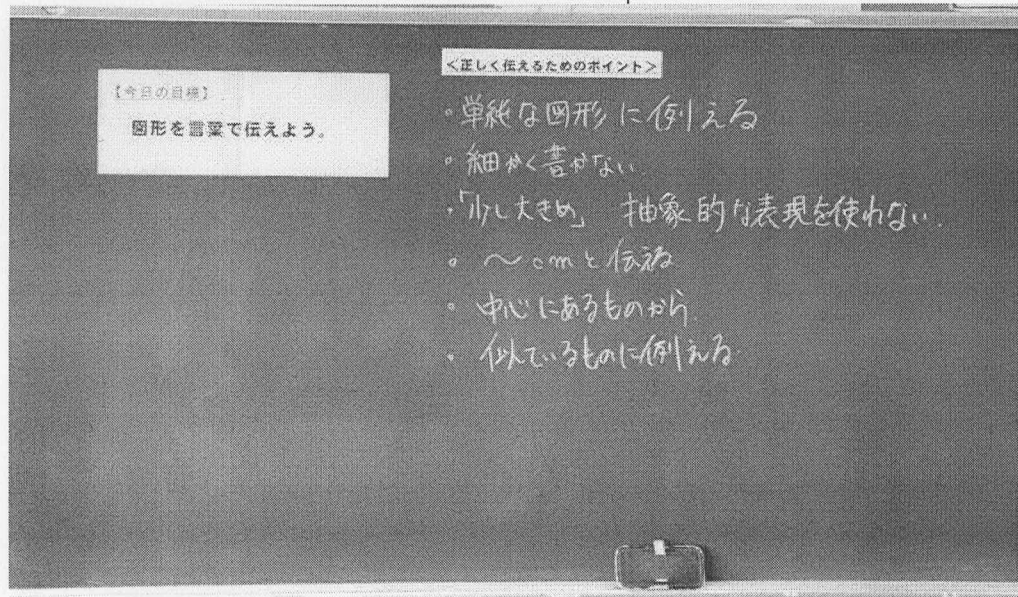 【今日の目標】
図形を言葉で伝えよう。
<正しく伝えるためのポイント>
・単純な図形に例える
・細かく書かない
・「少し大きめ」 抽象的な表現を使わない
・〜cmと伝える
・中心にあるものから
・似ているものに例える